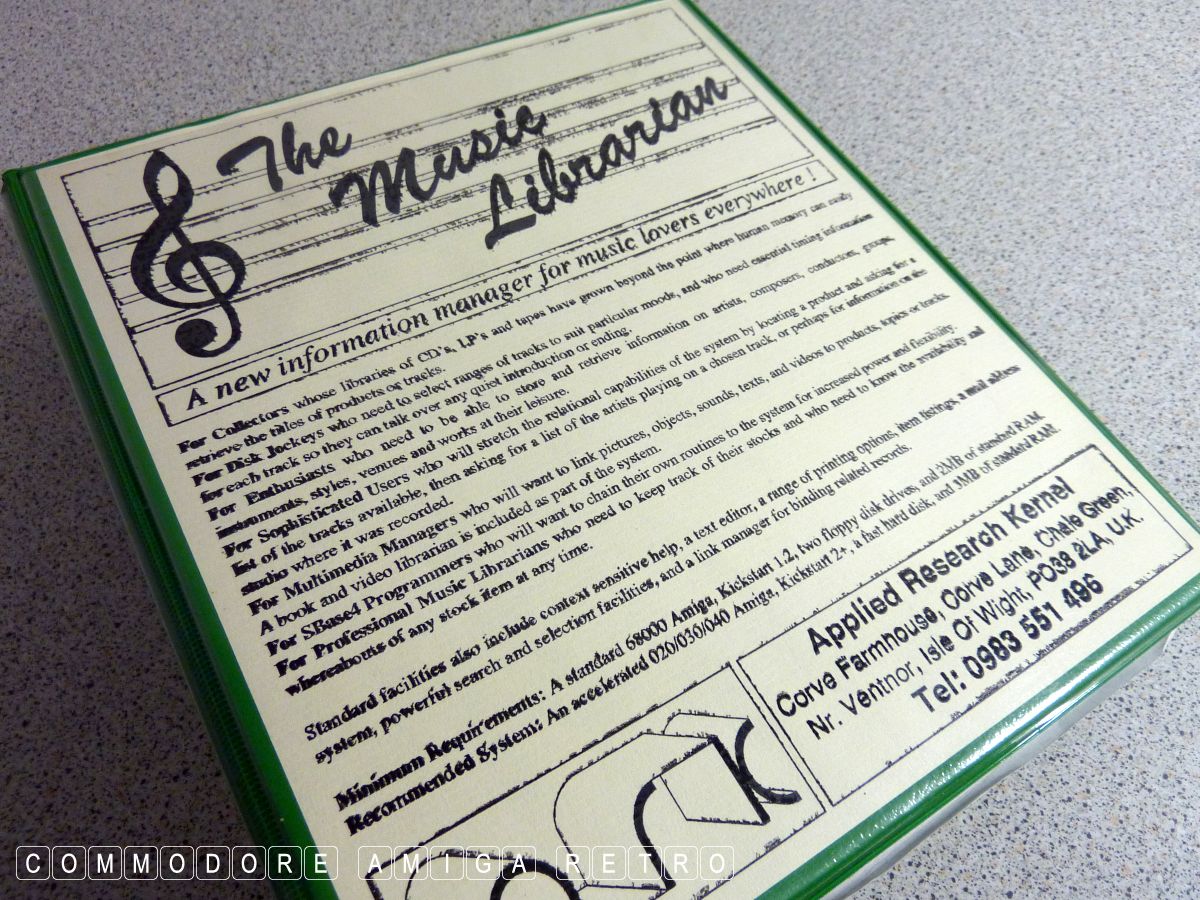 The
Music
Librarian
A new information manager for music lovers everywhere !
For Collectors whose libraries of CD's, LP's and tapes have grown beyond the point where human memory can easily
retrieve the titles of products or tracks.
For Disk Jockeys who need to select ranges of tracks to suit particular moods, and who need essential timing information
for each track so they can talk over any quiet introduction or ending.
For Enthusiasts who need to be able to store and retrieve information on artists, composers, conductors, groups,
instruments, styles, venues and works at their leisure.
For Sophisticated Users who will stretch the relational capabilities of the system by locating a product and asking for a
list of the tracks available, then asking for a list of the artists playing on a chosen track, or perhaps for information on the
studio where it was recorded.
For Multimedia Managers who will want to link pictures, objects, sounds, texts, and videos to products, topics or tracks.
A book and video librarian is included as part of the system.
For SBase4 Programmers who will want to chain their own routines to the system for increased power and flexibility.
For Professional Music Librarians who need to keep track of their stocks and who need to know the availability and
whereabouts of any stock item at any time.
Standard facilities also include context sensitive help, a text editor, a range of printing options, item listings, a mail address
system, powerful search and selection facilities, and a link manager for binding related records.
Minimum Requirements: A standard 68000 Amiga, Kickstart 1.2, two floppy disk drives, and 2MB of standard RAM.
Recommended System: An accelerated 020/030/040 Amiga, Kickstart 2+, a fast hard disk, and 3MB of standard RAM.
Applied Research Kernel
Corve Farmhouse, Corve Lane, Chale Green,
Nr. Ventnor, Isle Of Wight, PO38 2LA, U.K.
Tel: 0983 551 496
ark
COMMODORE AMIGA RETRO